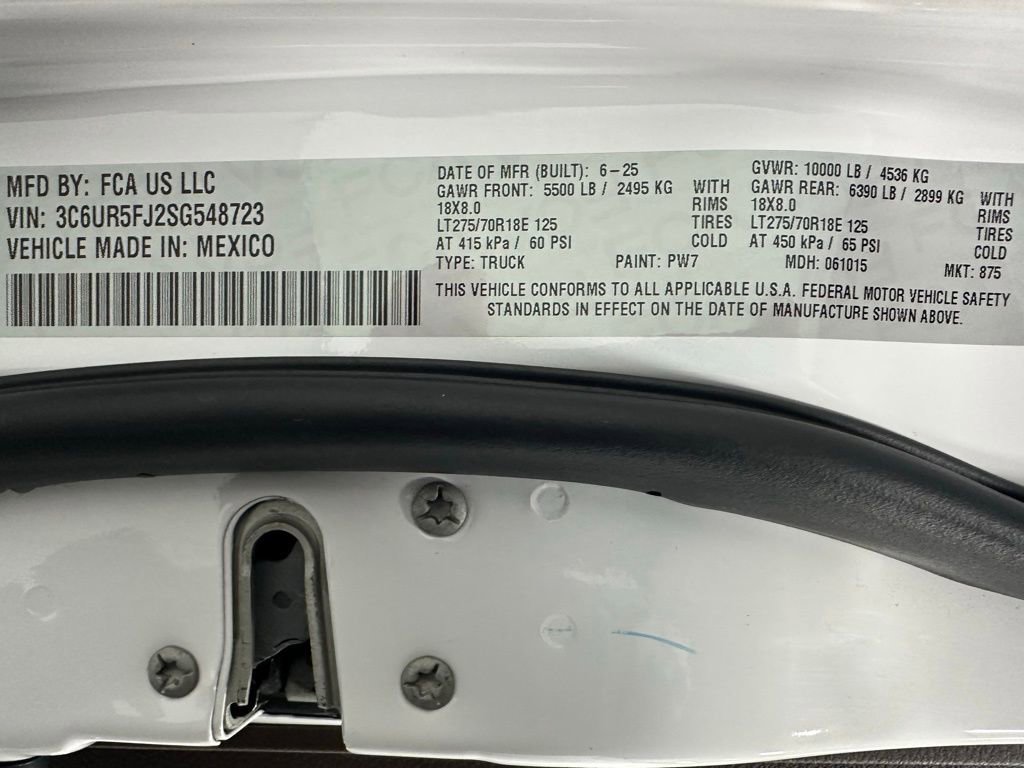 MFD BY: FCA US LLC
VIN: 3C6UR5FJ2SG548723
VEHICLE MADE IN: MEXICO
DATE OF MFR (BUILT): 6-25
GAWR FRONT: 5500 LB / 2495 KG WITH
18X8.0 RIMS
LT275/70R18E 125 TIRES
AT 415 kPa / 60 PSI COLD
GVWR: 10000 LB / 4536 KG
GAWR REAR: 6390 LB / 2899 KG WITH
18X8.0 RIMS
LT275/70R18E 125 TIRES
AT 450 kPa / 65 PSI COLD
TYPE: TRUCK PAINT: PW7 MDH: 061015 MKT: 875
THIS VEHICLE CONFORMS TO ALL APPLICABLE U.S.A. FEDERAL MOTOR VEHICLE SAFETY
STANDARDS IN EFFECT ON THE DATE OF MANUFACTURE SHOWN ABOVE.